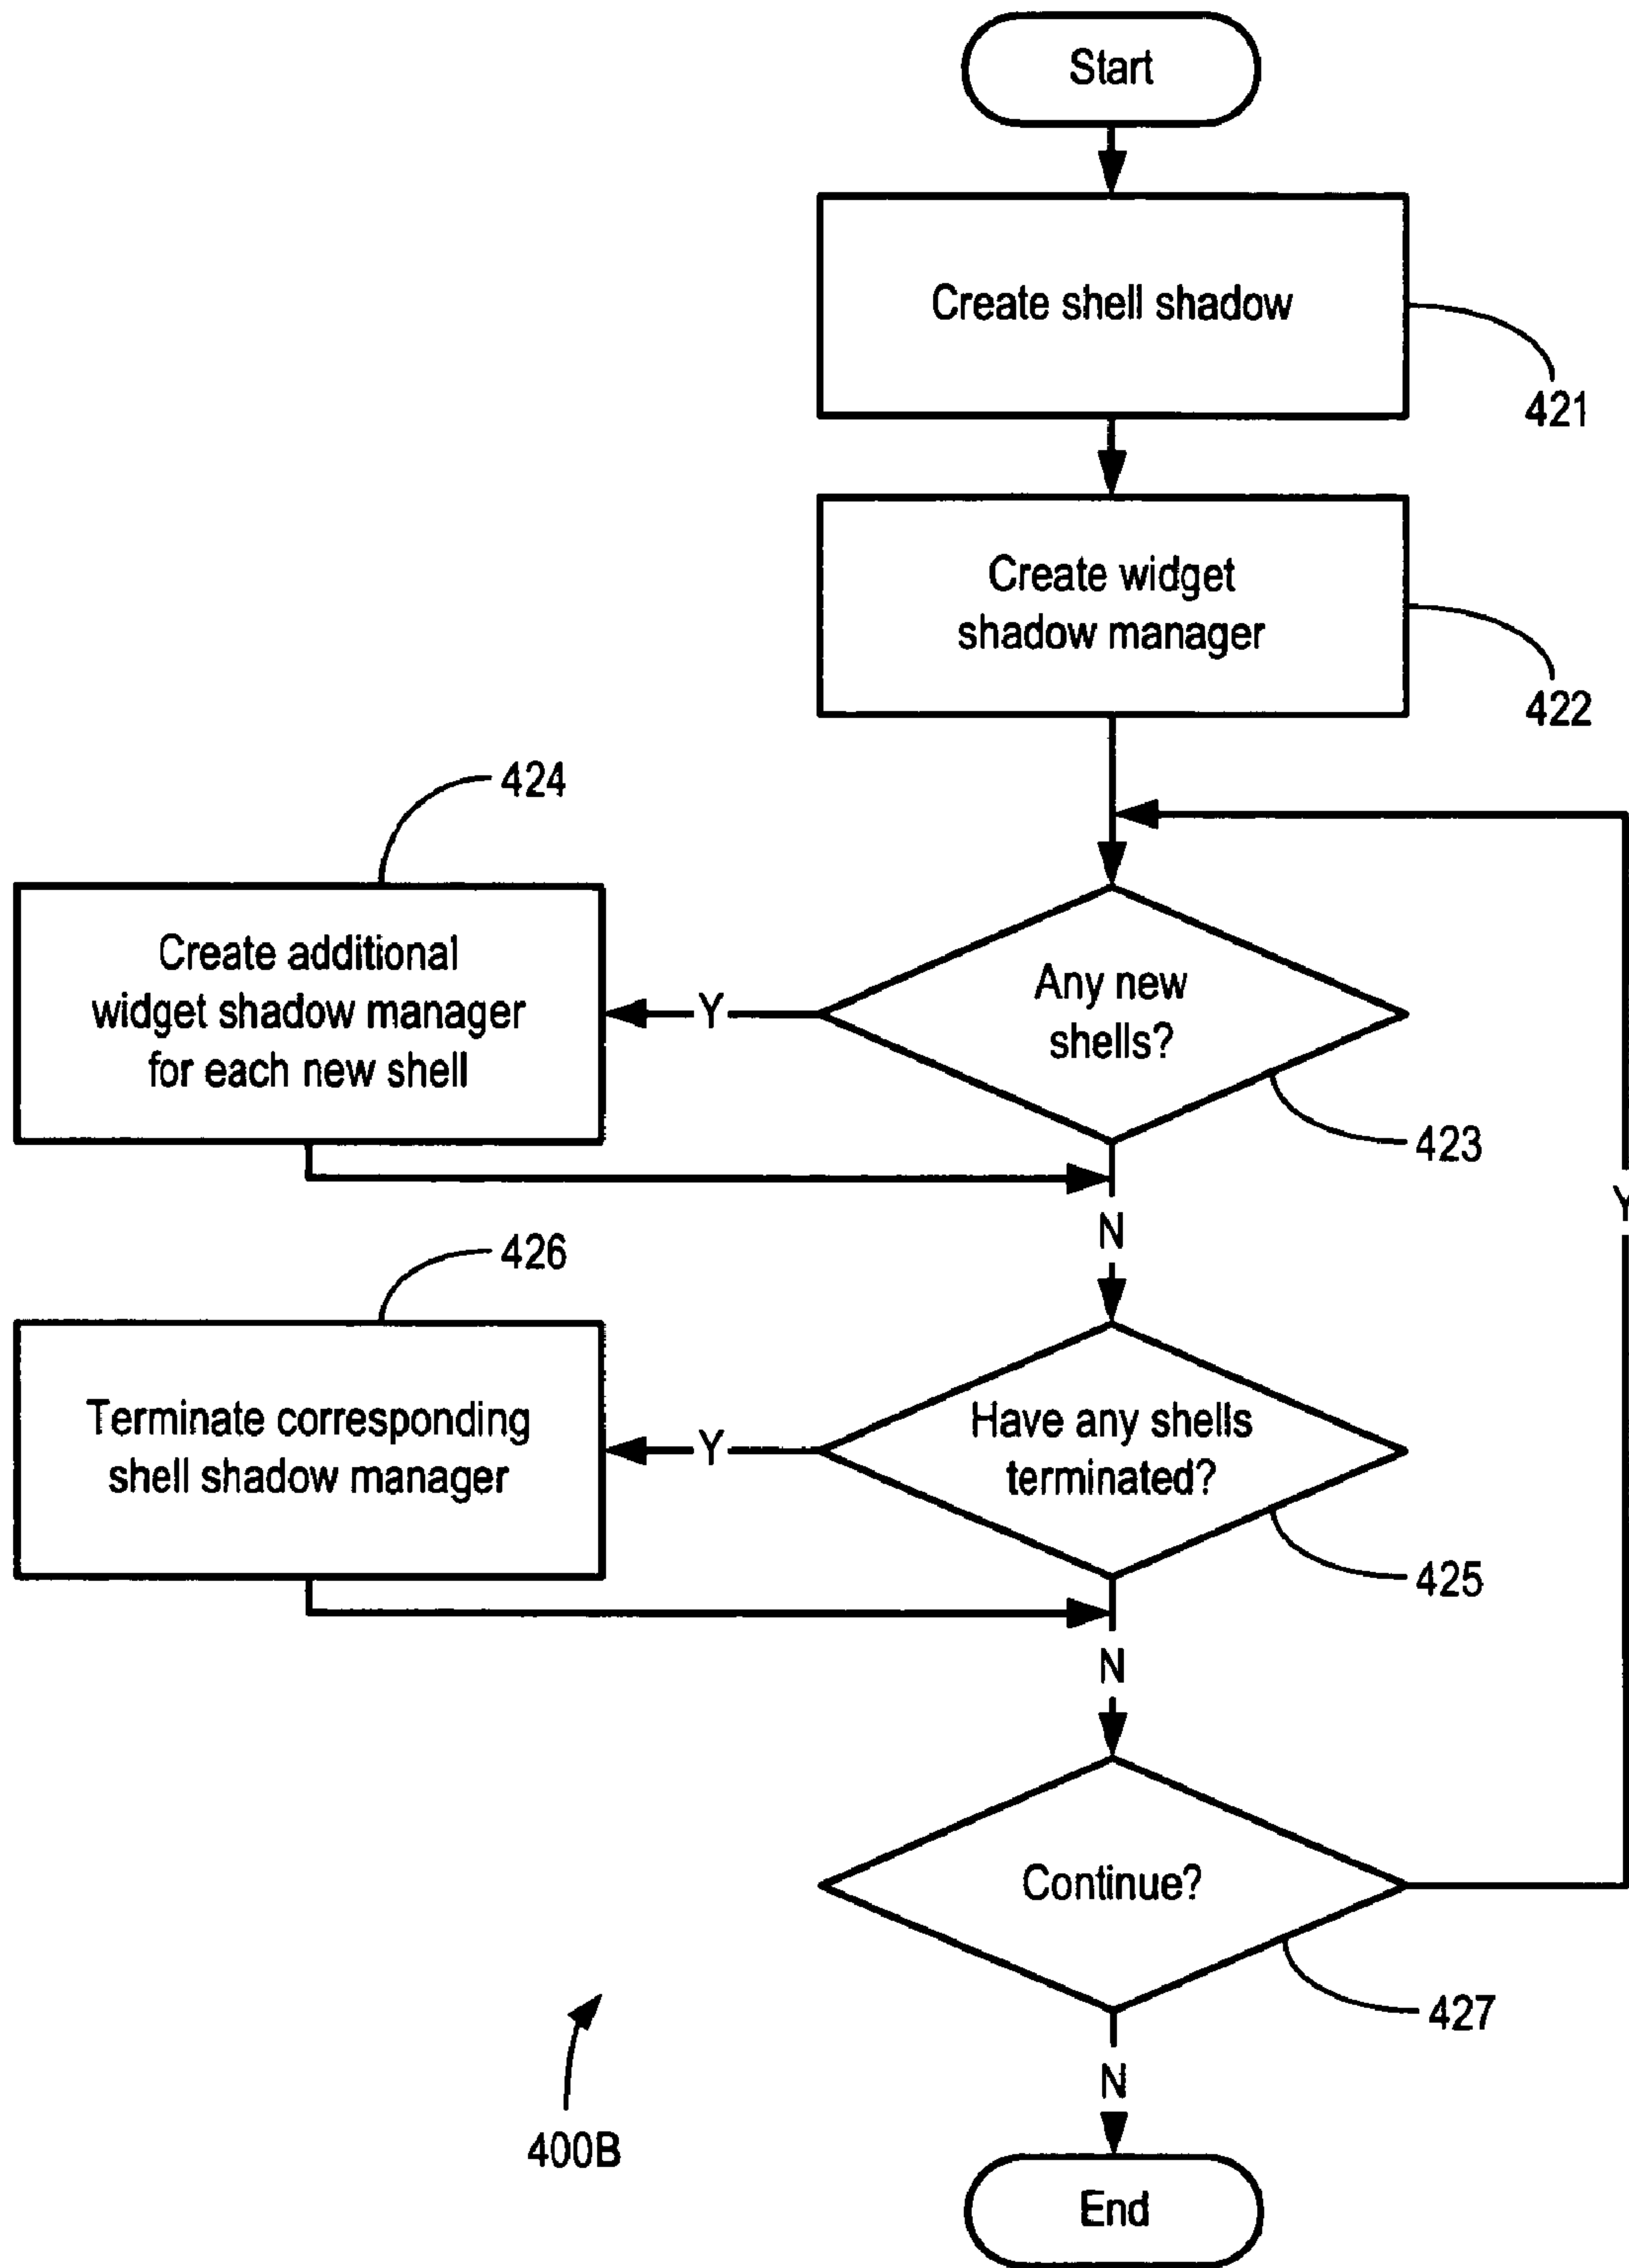 Start
Create shell shadow
421
Create widget
shadow manager
422
424
Create additional
widget shadow manager
for each new shell
Y
Any new
shells?
423
N
Y
426
Terminate corresponding
shell shadow manager
Y
Have any shells
terminated?
425
N
Continue?
427
N
400B
End